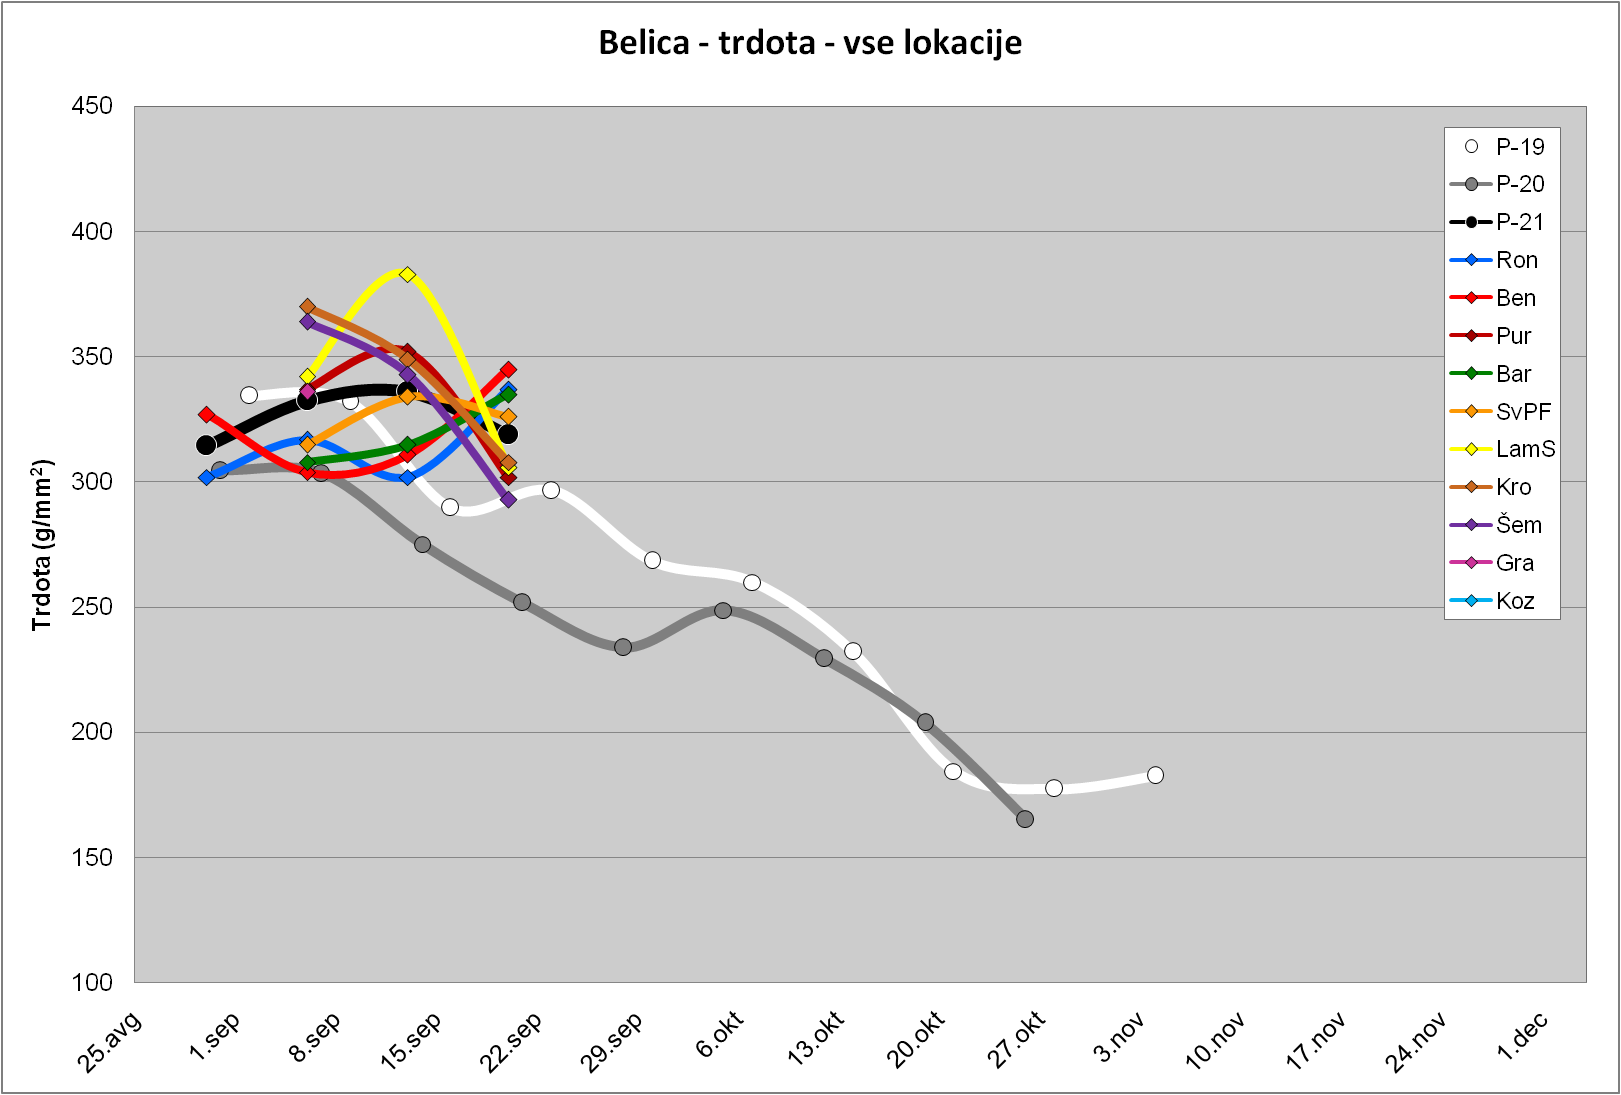 Belica - trdota - vse lokacije
Trdota (g/mm²)
450
400
350
300
250
200
150
100
25.avg
1.sep
8.sep
15.sep
22.sep
29.sep
6.okt
13.okt
20.okt
27.okt
3.nov
10.nov
17.nov
24.nov
1.dec
P-19
P-20
P-21
Ron
Ben
Pur
Bar
SvPF
LamS
Kro
Šem
Gra
Koz